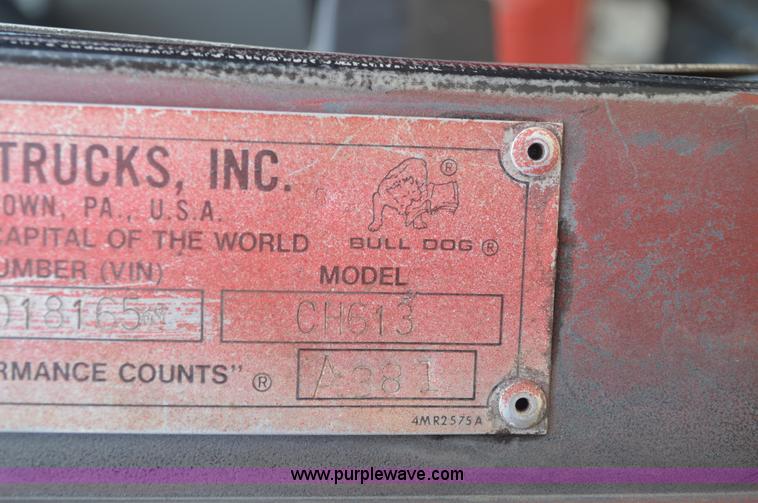 TRUCKS, INC. ®
OWN, PA., U.S.A.
CAPITAL OF THE WORLD BULL DOG ®
UMBER (VIN) MODEL
018165 CH613
RMANCE COUNTS" ® A381
4MR2575A
www.purplewave.com